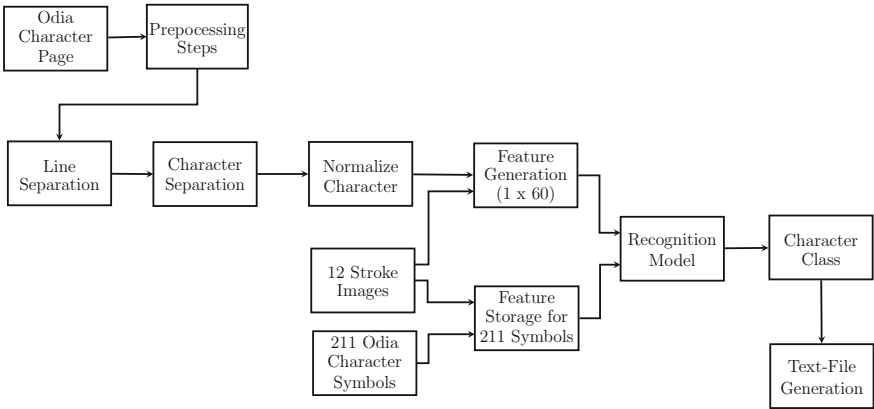 Odia
Character
Page
Prepocessing
Steps
Line
Separation
Character
Separation
Normalize
Character
Feature
Generation
(1 x 60)
12 Stroke
Images
Feature
Storage for
211 Symbols
211 Odia
Character
Symbols
Recognition
Model
Character
Class
Text-File
Generation